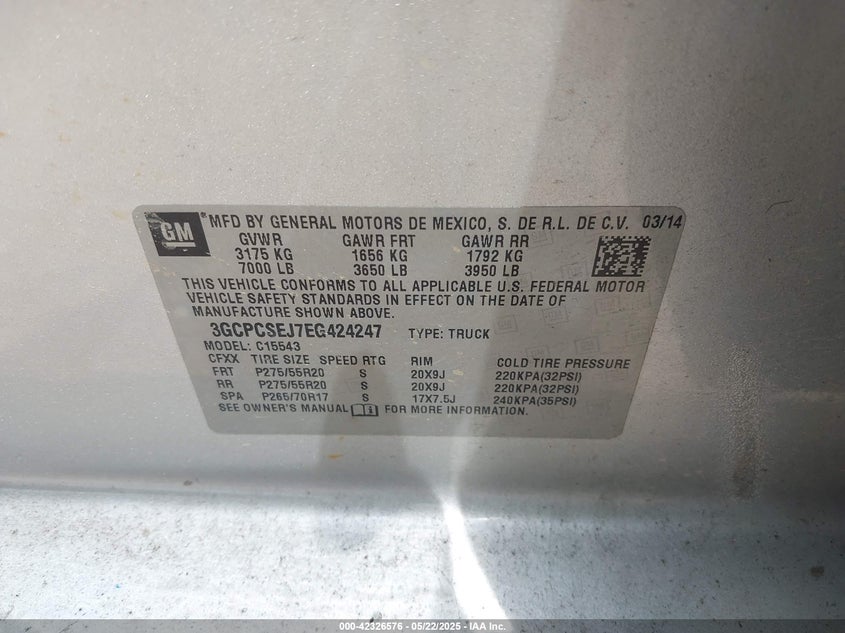 GM ® MFD BY GENERAL MOTORS DE MEXICO, S. DE R.L. DE C.V. 03/14
GVWR GAWR FRT GAWR RR
3175 KG 1656 KG 1792 KG
7000 LB 3650 LB 3950 LB
THIS VEHICLE CONFORMS TO ALL APPLICABLE U.S. FEDERAL MOTOR
VEHICLE SAFETY STANDARDS IN EFFECT ON THE DATE OF
MANUFACTURE SHOWN ABOVE.
3GCPCSEJ7EG424247 TYPE: TRUCK
MODEL: C15543
CFXX TIRE SIZE SPEED RTG RIM COLD TIRE PRESSURE
FRT P275/55R20 S 20X9J 220KPA(32PSI)
RR P275/55R20 S 20X9J 220KPA(32PSI)
SPA P265/70R17 S 17X7.5J 240KPA(35PSI)
SEE OWNER'S MANUAL FOR MORE INFORMATION.
000-42326576 - 05/22/2025 - IAA Inc.